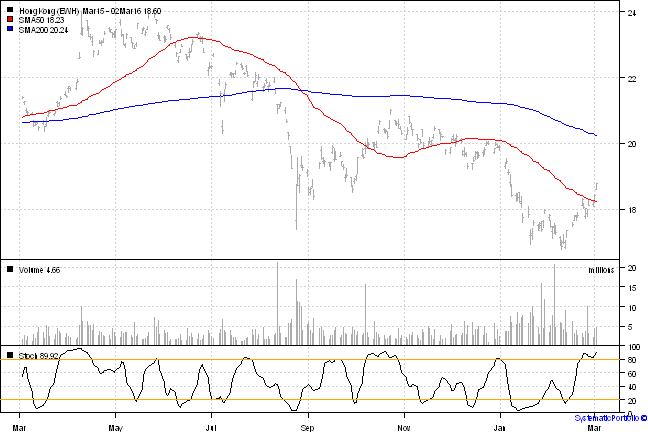 Hong Kong (EWH) Mar15 - 02Mar16 18.60
SMA50 18.23
SMA200 20.24
24
22
20
18
Volume 4.66
millions
20
15
10
5
Stoch 89.92
100
80
60
40
20
0
Mar May Jul Sep Nov Jan Mar
SystematicPortfolio ©